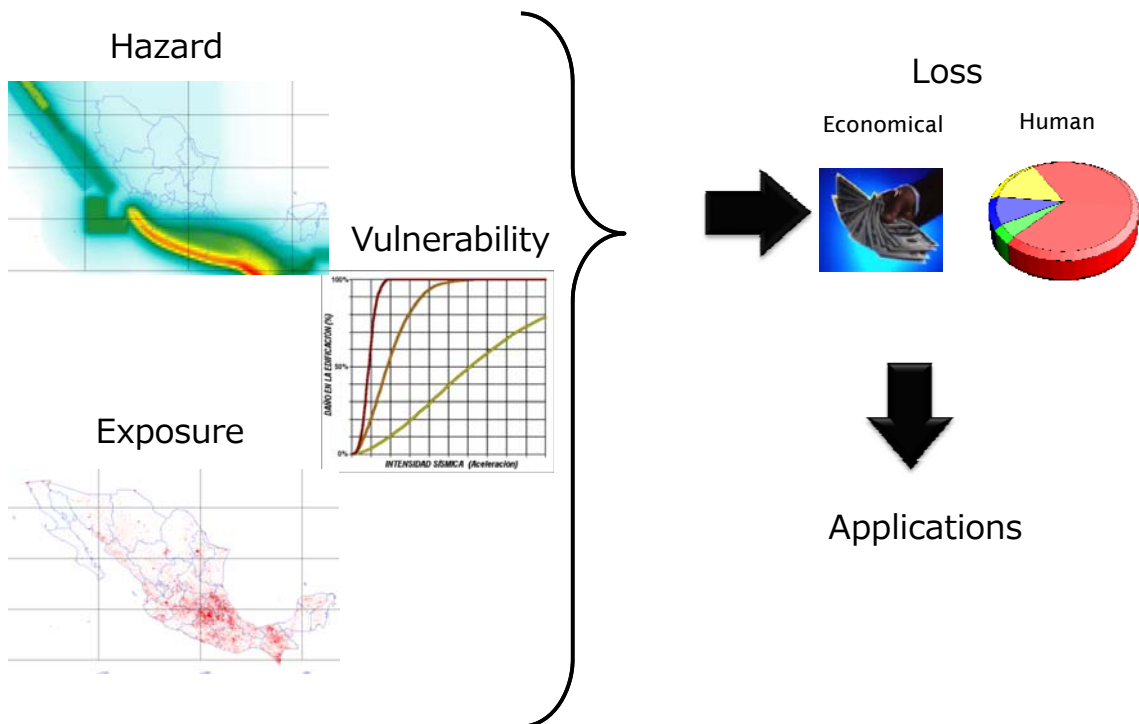 Hazard
Vulnerability
100%
50%
0%
DAÑO EN LA EDIFICACIÓN (%)
INTENSIDAD SÍSMICA (Aceleración)
Exposure
Loss
Economical
Human
Applications